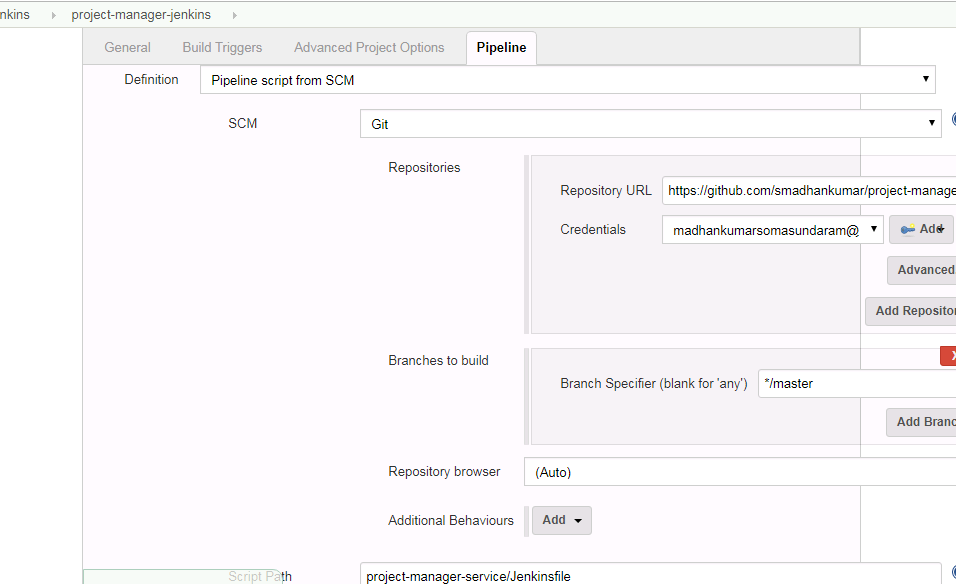 nkins project-manager-jenkins
General Build Triggers Advanced Project Options Pipeline
Definition Pipeline script from SCM
SCM Git
Repositories
Repository URL https://github.com/smadhankumar/project-manage
Credentials madhankumarsomasundaram@ Add
Advanced.
Add Repositor
Branches to build
X
Branch Specifier (blank for 'any') */master
Add Branc
Repository browser (Auto)
Additional Behaviours Add
Script Path project-manager-service/Jenkinsfile